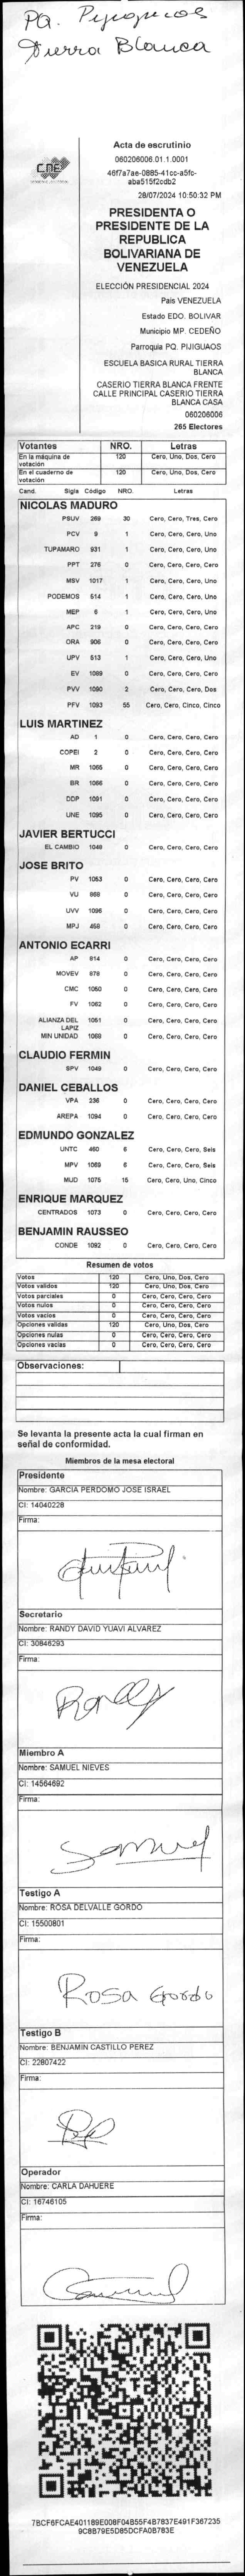 PQ. Pijiguaos
Tierra Blanca
CNE
Acta de escrutinio
060206006.01.1.0001
46f7a7ae-0885-41cc-a5fc-
aba515f2cdb2
28/07/2024 10:50:32 PM
PRESIDENTA O
PRESIDENTE DE LA
REPUBLICA
BOLIVARIANA DE
VENEZUELA
ELECCIÓN PRESIDENCIAL 2024
País VENEZUELA
Estado EDO. BOLIVAR
Municipio MP. CEDEÑO
Parroquia PQ. PIJIGUAOS
ESCUELA BASICA RURAL TIERRA
BLANCA
CASERIO TIERRA BLANCA FRENTE
CALLE PRINCIPAL CASERIO TIERRA
BLANCA CASA
060206006
265 Electores
Votantes NRO. Letras
En la máquina de votación 120 Cero, Uno, Dos, Cero
En el cuaderno de votación 120 Cero, Uno, Dos, Cero
Cand. Sigla Código NRO. Letras
NICOLAS MADURO
PSUV 269 30 Cero, Cero, Tres, Cero
PCV 9 1 Cero, Cero, Cero, Uno
TUPAMARO 931 1 Cero, Cero, Cero, Uno
PPT 276 0 Cero, Cero, Cero, Cero
MSV 1017 1 Cero, Cero, Cero, Uno
PODEMOS 514 1 Cero, Cero, Cero, Uno
MEP 6 1 Cero, Cero, Cero, Uno
APC 219 0 Cero, Cero, Cero, Cero
ORA 906 0 Cero, Cero, Cero, Cero
UPV 513 1 Cero, Cero, Cero, Uno
EV 1089 0 Cero, Cero, Cero, Cero
PVV 1090 2 Cero, Cero, Cero, Dos
PFV 1093 55 Cero, Cero, Cinco, Cinco
LUIS MARTINEZ
AD 1 0 Cero, Cero, Cero, Cero
COPEI 2 0 Cero, Cero, Cero, Cero
MR 1065 0 Cero, Cero, Cero, Cero
BR 1066 0 Cero, Cero, Cero, Cero
DDP 1091 0 Cero, Cero, Cero, Cero
UNE 1095 0 Cero, Cero, Cero, Cero
JAVIER BERTUCCI
EL CAMBIO 1048 0 Cero, Cero, Cero, Cero
JOSE BRITO
PV 1053 0 Cero, Cero, Cero, Cero
VU 868 0 Cero, Cero, Cero, Cero
UVV 1096 0 Cero, Cero, Cero, Cero
MPJ 458 0 Cero, Cero, Cero, Cero
ANTONIO ECARRI
AP 814 0 Cero, Cero, Cero, Cero
MOVEV 878 0 Cero, Cero, Cero, Cero
CMC 1050 0 Cero, Cero, Cero, Cero
FV 1062 0 Cero, Cero, Cero, Cero
ALIANZA DEL LAPIZ 1051 0 Cero, Cero, Cero, Cero
MIN UNIDAD 1068 0 Cero, Cero, Cero, Cero
CLAUDIO FERMIN
SPV 1049 0 Cero, Cero, Cero, Cero
DANIEL CEBALLOS
VPA 236 0 Cero, Cero, Cero, Cero
AREPA 1094 0 Cero, Cero, Cero, Cero
EDMUNDO GONZALEZ
UNTC 460 6 Cero, Cero, Cero, Seis
MPV 1069 6 Cero, Cero, Cero, Seis
MUD 1075 15 Cero, Cero, Uno, Cinco
ENRIQUE MARQUEZ
CENTRADOS 1073 0 Cero, Cero, Cero, Cero
BENJAMIN RAUSSEO
CONDE 1092 0 Cero, Cero, Cero, Cero
Resumen de votos
Votos 120 Cero, Uno, Dos, Cero
Votos validos 120 Cero, Uno, Dos, Cero
Votos parciales 0 Cero, Cero, Cero, Cero
Votos nulos 0 Cero, Cero, Cero, Cero
Votos vacios 0 Cero, Cero, Cero, Cero
Opciones validas 120 Cero, Uno, Dos, Cero
Opciones nulas 0 Cero, Cero, Cero, Cero
Opciones vacias 0 Cero, Cero, Cero, Cero
Observaciones:
Se levanta la presente acta la cual firman en
señal de conformidad.
Miembros de la mesa electoral
Presidente
Nombre: GARCIA PERDOMO JOSE ISRAEL
CI: 14040228
Firma:
Secretario
Nombre: RANDY DAVID YUAVI ALVAREZ
CI: 30846293
Firma:
Randy
Miembro A
Nombre: SAMUEL NIEVES
CI: 14564692
Firma:
Samuel
Testigo A
Nombre: ROSA DELVALLE GORDO
CI: 15500801
Firma:
Rosa Gordo
Testigo B
Nombre: BENJAMIN CASTILLO PEREZ
CI: 22807422
Firma:
Operador
Nombre: CARLA DAHUERE
CI: 16746105
Firma:
7BCF6FCAE401189E008F04B55F4B7837E491F367235
9C8B79E5D85DCFA0B783E